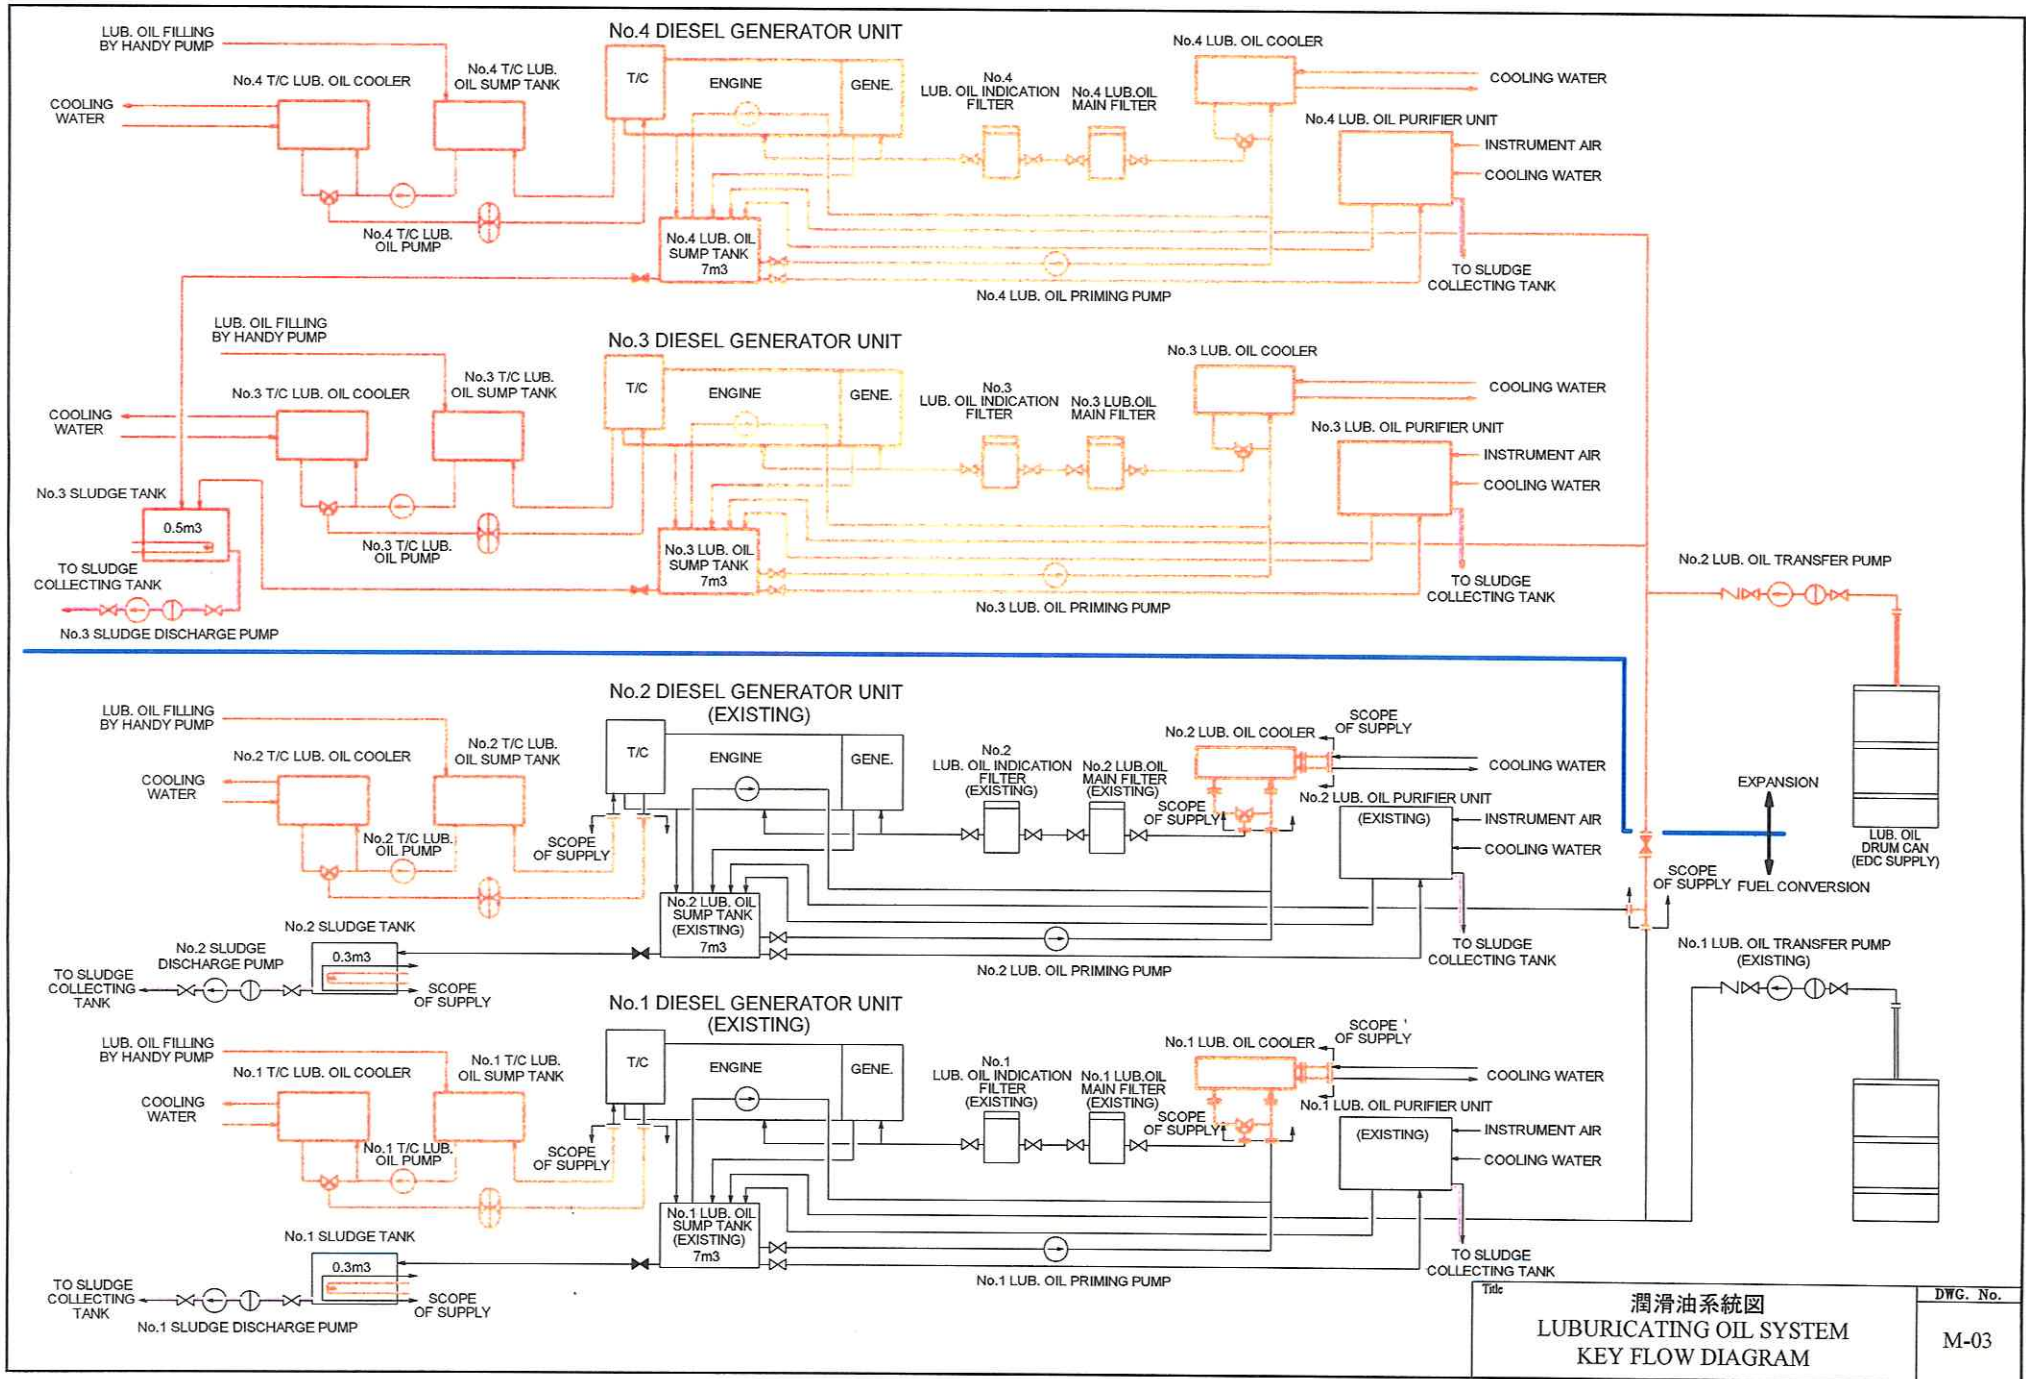 LUB. OIL FILLING
BY HANDY PUMP
No.4 T/C LUB. OIL COOLER
No.4 T/C LUB.
OIL SUMP TANK
COOLING
WATER
No.4 T/C LUB.
OIL PUMP
No.4 DIESEL GENERATOR UNIT
T/C
ENGINE
GENE.
No.4
LUB. OIL INDICATION
FILTER
No.4 LUB.OIL
MAIN FILTER
No.4 LUB. OIL COOLER
COOLING WATER
No.4 LUB. OIL PURIFIER UNIT
INSTRUMENT AIR
COOLING WATER
No.4 LUB. OIL
SUMP TANK
7m3
No.4 LUB. OIL PRIMING PUMP
TO SLUDGE
COLLECTING TANK
LUB. OIL FILLING
BY HANDY PUMP
No.3 T/C LUB. OIL COOLER
No.3 T/C LUB.
OIL SUMP TANK
COOLING
WATER
No.3 T/C LUB.
OIL PUMP
No.3 DIESEL GENERATOR UNIT
T/C
ENGINE
GENE.
No.3
LUB. OIL INDICATION
FILTER
No.3 LUB.OIL
MAIN FILTER
No.3 LUB. OIL COOLER
COOLING WATER
No.3 LUB. OIL PURIFIER UNIT
INSTRUMENT AIR
COOLING WATER
No.3 SLUDGE TANK
0.5m3
TO SLUDGE
COLLECTING TANK
No.3 SLUDGE DISCHARGE PUMP
No.3 LUB. OIL
SUMP TANK
7m3
No.3 LUB. OIL PRIMING PUMP
TO SLUDGE
COLLECTING TANK
No.2 LUB. OIL TRANSFER PUMP
LUB. OIL
DRUM CAN
(EDC SUPPLY)
EXPANSION
FUEL CONVERSION
SCOPE
OF SUPPLY
LUB. OIL FILLING
BY HANDY PUMP
No.2 T/C LUB. OIL COOLER
No.2 T/C LUB.
OIL SUMP TANK
COOLING
WATER
No.2 T/C LUB.
OIL PUMP
SCOPE
OF SUPPLY
No.2 DIESEL GENERATOR UNIT
(EXISTING)
T/C
ENGINE
GENE.
No.2
LUB. OIL INDICATION
FILTER
(EXISTING)
No.2 LUB.OIL
MAIN FILTER
(EXISTING)
SCOPE
OF SUPPLY
No.2 LUB. OIL COOLER
SCOPE
OF SUPPLY
COOLING WATER
No.2 LUB. OIL PURIFIER UNIT
(EXISTING)
INSTRUMENT AIR
COOLING WATER
No.2 SLUDGE TANK
0.3m3
No.2 SLUDGE
DISCHARGE PUMP
TO SLUDGE
COLLECTING
TANK
SCOPE
OF SUPPLY
No.2 LUB. OIL
SUMP TANK
(EXISTING)
7m3
No.2 LUB. OIL PRIMING PUMP
TO SLUDGE
COLLECTING TANK
No.1 LUB. OIL TRANSFER PUMP
(EXISTING)
LUB. OIL FILLING
BY HANDY PUMP
No.1 T/C LUB. OIL COOLER
No.1 T/C LUB.
OIL SUMP TANK
COOLING
WATER
No.1 T/C LUB.
OIL PUMP
SCOPE
OF SUPPLY
No.1 DIESEL GENERATOR UNIT
(EXISTING)
T/C
ENGINE
GENE.
No.1
LUB. OIL INDICATION
FILTER
(EXISTING)
No.1 LUB.OIL
MAIN FILTER
(EXISTING)
SCOPE
OF SUPPLY
No.1 LUB. OIL COOLER
SCOPE
OF SUPPLY
COOLING WATER
No.1 LUB. OIL PURIFIER UNIT
(EXISTING)
INSTRUMENT AIR
COOLING WATER
No.1 SLUDGE TANK
0.3m3
TO SLUDGE
COLLECTING
TANK
SCOPE
OF SUPPLY
No.1 SLUDGE DISCHARGE PUMP
No.1 LUB. OIL
SUMP TANK
(EXISTING)
7m3
No.1 LUB. OIL PRIMING PUMP
TO SLUDGE
COLLECTING TANK
Title
潤滑油系統図
LUBURICATING OIL SYSTEM
KEY FLOW DIAGRAM
DWG. No.
M-03